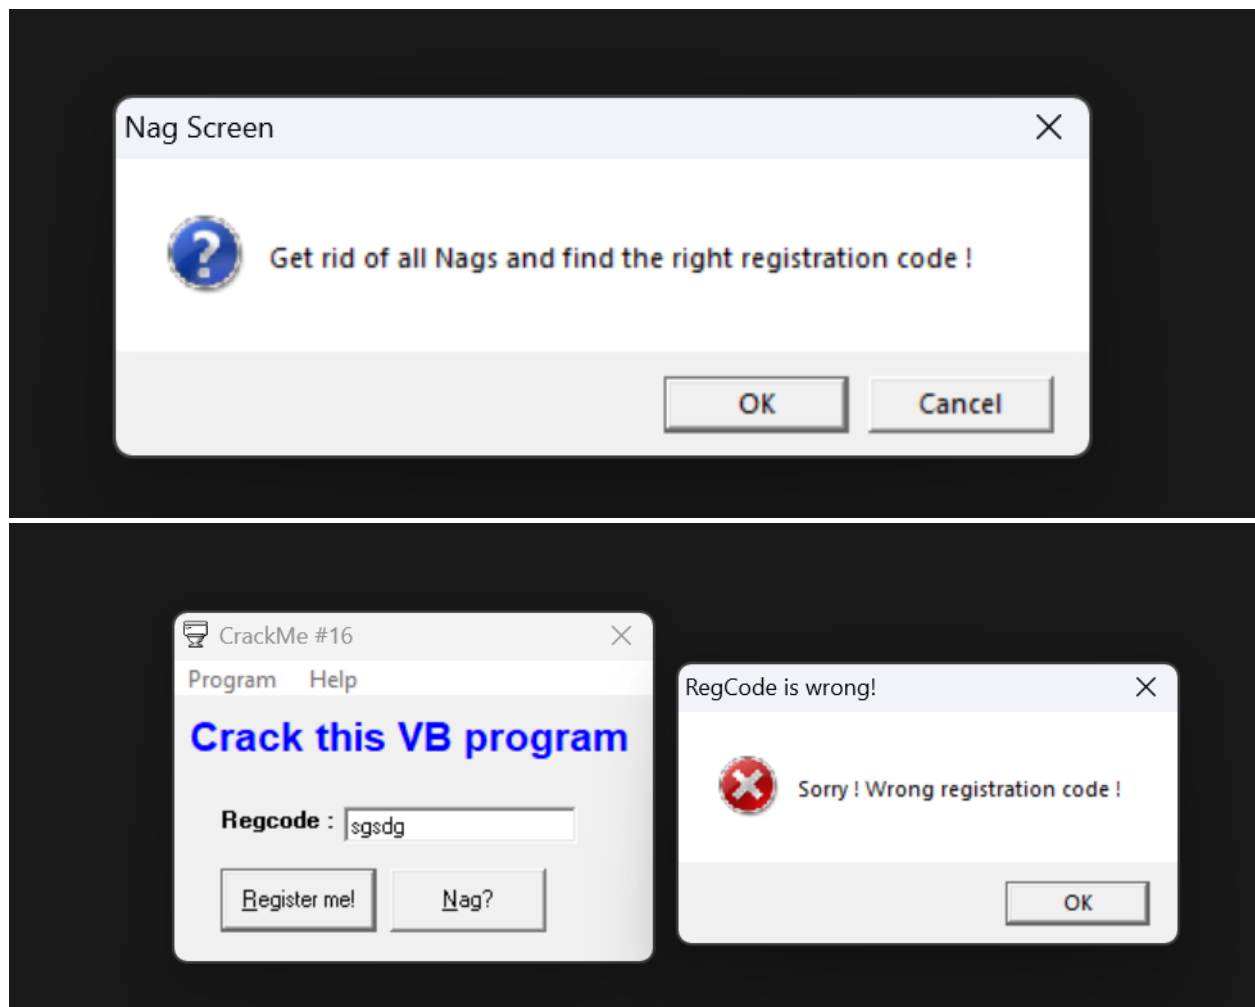 Nag Screen
Get rid of all Nags and find the right registration code !
OK Cancel
CrackMe #16
Program Help
Crack this VB program
Regcode : sgsdg
Register me! Nag?
RegCode is wrong!
Sorry ! Wrong registration code !
OK